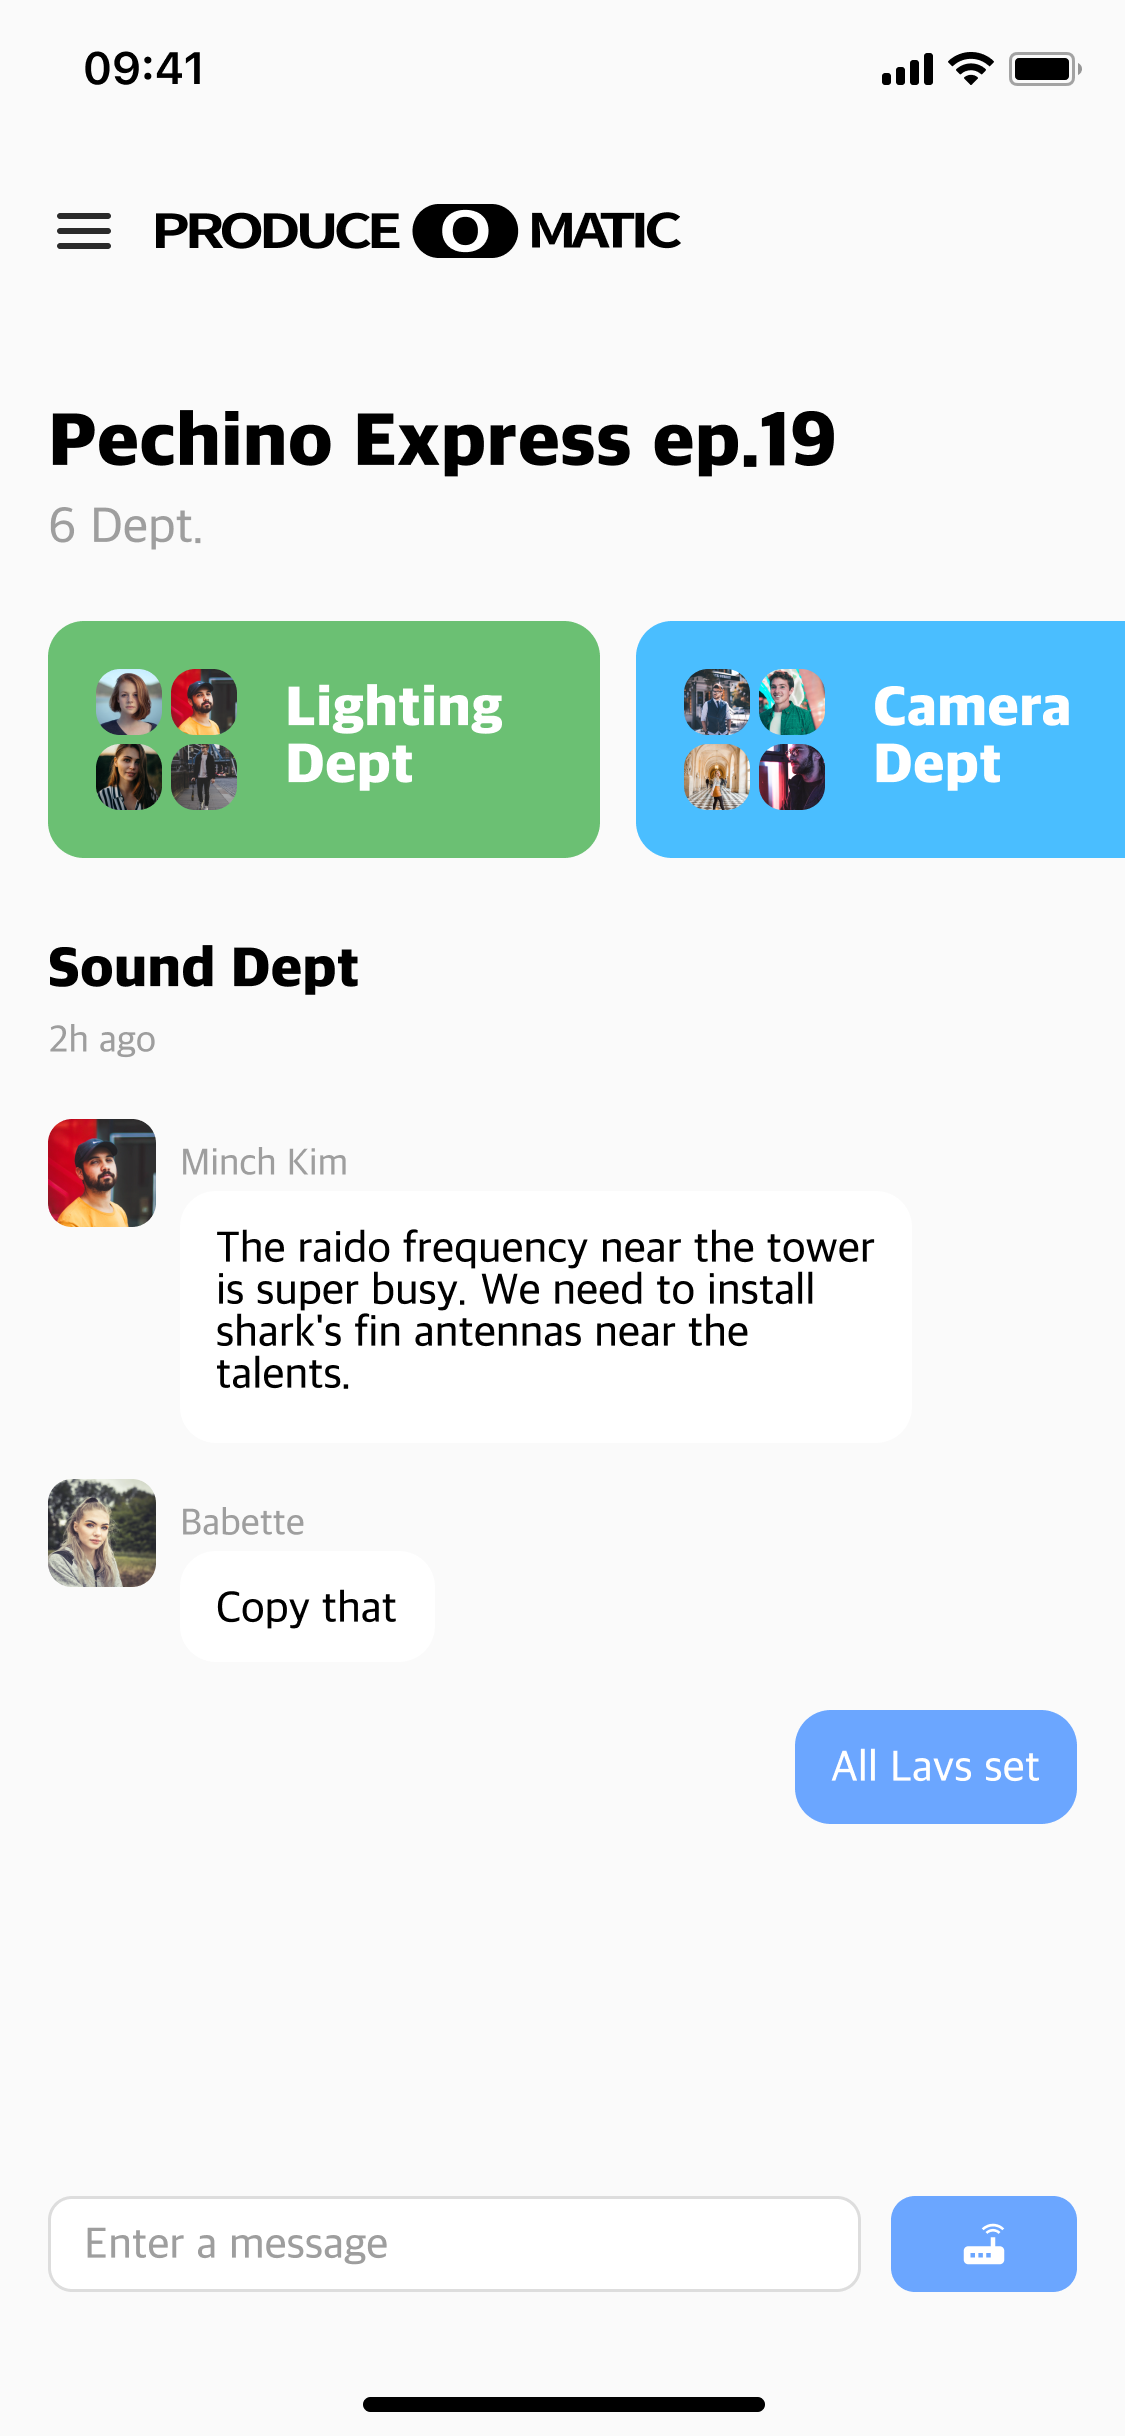 09:41
PRODUCE O MATIC
Pechino Express ep.19
6 Dept.
Lighting
Dept
Camera
Dept
Sound Dept
2h ago
Minch Kim
The raido frequency near the tower
is super busy. We need to install
shark's fin antennas near the
talents.
Babette
Copy that
All Lavs set
Enter a message